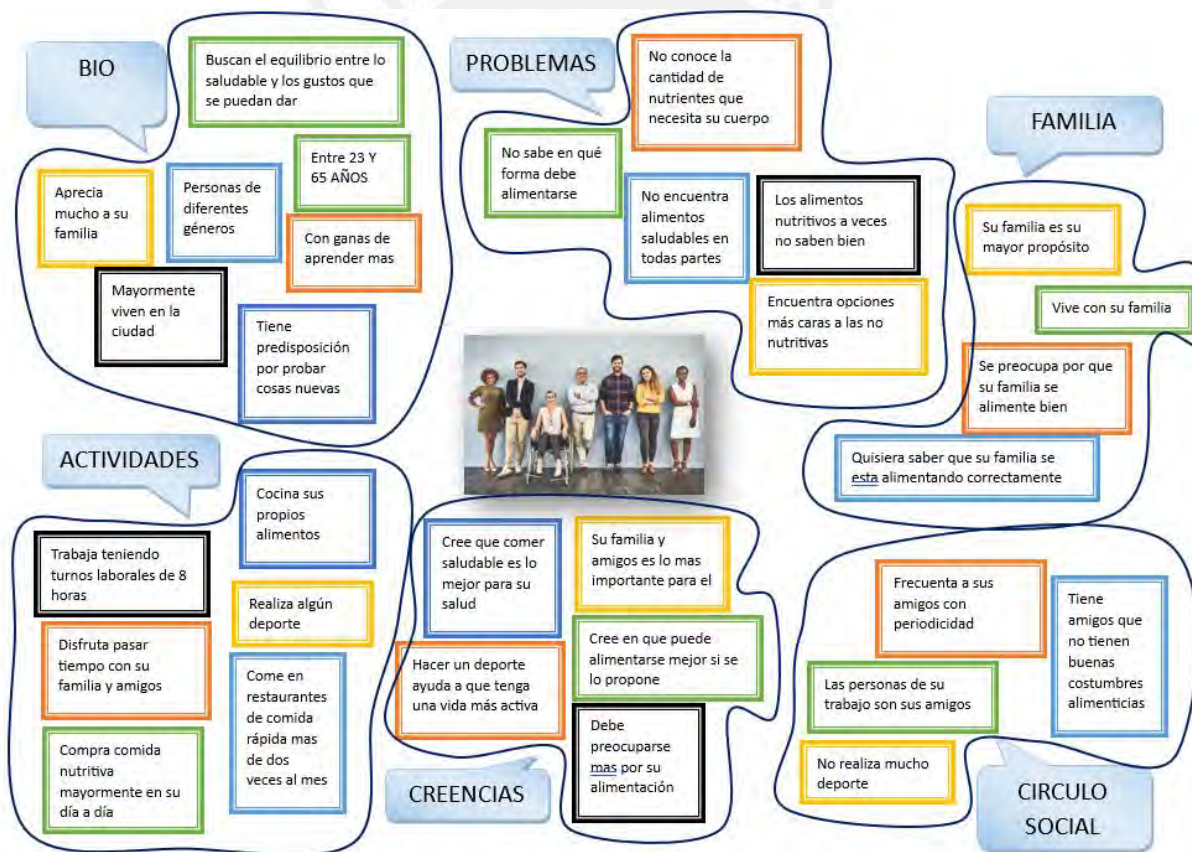 BIO
Buscan el equilibrio entre lo
saludable y los gustos que
se puedan dar
Entre 23 Y
65 AÑOS
Aprecia
mucho a su
familia
Personas de
diferentes
géneros
Con ganas de
aprender mas
Mayormente
viven en la
ciudad
Tiene
predisposición
por probar
cosas nuevas
PROBLEMAS
No conoce la
cantidad de
nutrientes que
necesita su cuerpo
No sabe en qué
forma debe
alimentarse
No encuentra
alimentos
saludables en
todas partes
Los alimentos
nutritivos a veces
no saben bien
Encuentra opciones
más caras a las no
nutritivas
FAMILIA
Su familia es su
mayor propósito
Vive con su familia
Se preocupa por que
su familia se
alimente bien
Quisiera saber que su familia se
esta alimentando correctamente
ACTIVIDADES
Cocina sus
propios
alimentos
Trabaja teniendo
turnos laborales de 8
horas
Realiza algún
deporte
Disfruta pasar
tiempo con su
familia y amigos
Come en
restaurantes
de comida
rápida mas
de dos
veces al mes
Compra comida
nutritiva
mayormente en su
día a día
Cree que comer
saludable es lo
mejor para su
salud
Su familia y
amigos es lo mas
importante para el
Cree en que puede
alimentarse mejor si se
lo propone
Hacer un deporte
ayuda a que tenga
una vida más activa
Debe
preocuparse
mas por su
alimentación
CREENCIAS
Frecuenta a sus
amigos con
periodicidad
Tiene
amigos que
no tienen
buenas
costumbres
alimenticias
Las personas de su
trabajo son sus amigos
No realiza mucho
deporte
CIRCULO
SOCIAL